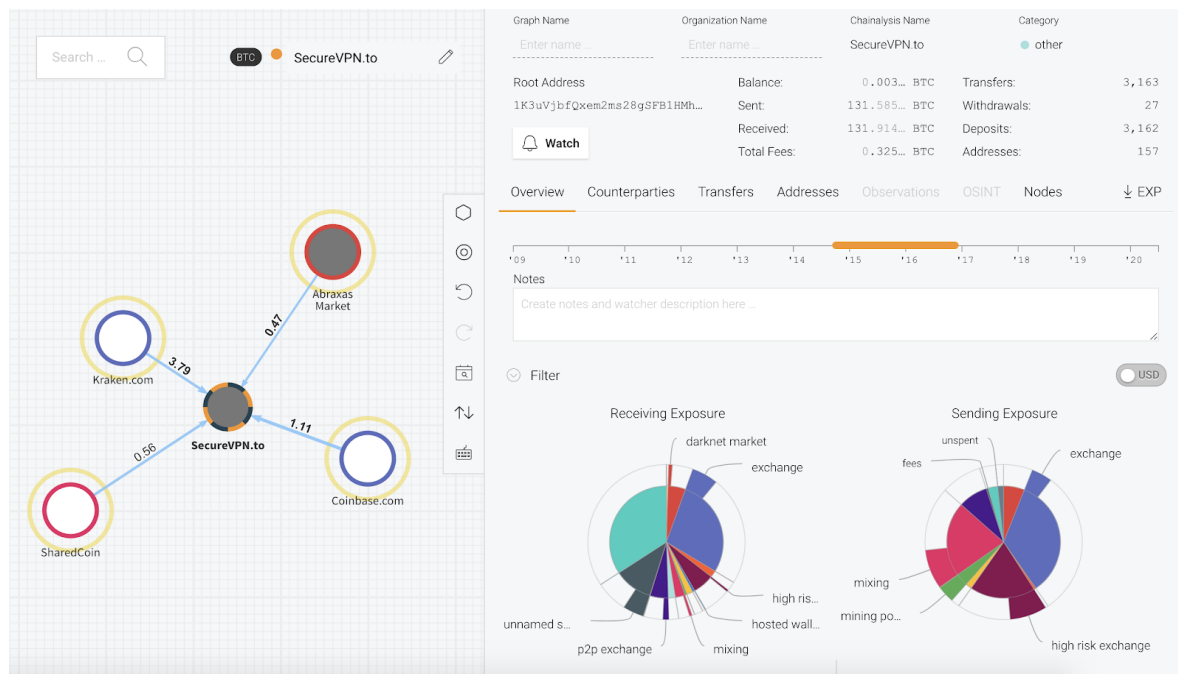 Search ...
BTC
SecureVPN.to
Abraxas
Market
0.47
3.79
Kraken.com
SecureVPN.to
1.11
0.56
Coinbase.com
SharedCoin
Graph Name
Organization Name
Chainalysis Name
Category
Enter name ...
Enter name ...
SecureVPN.to
other
Root Address
Balance:
0.003… BTC
Transfers:
3,163
1K3uVjbfQxem2ms28gSFB1HMh…
Sent:
131.585… BTC
Withdrawals:
27
Received:
131.914… BTC
Deposits:
3,162
Watch
Total Fees:
0.325… BTC
Addresses:
157
Overview
Counterparties
Transfers
Addresses
Observations
OSINT
Nodes
EXP
'09 '10 '11 '12 '13 '14 '15 '16 '17 '18 '19 '20
Notes
Create notes and watcher description here ...
Filter
USD
Receiving Exposure
darknet market
exchange
high ris...
hosted wall...
mixing
p2p exchange
unnamed s...
Sending Exposure
unspent
fees
exchange
mixing
mining po...
high risk exchange